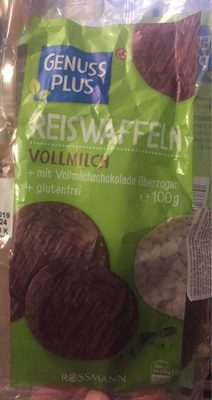 GENUSS
PLUS
REISWAFFELN
VOLLMILCH
+ mit Vollmilchschokolade überzogen
+ glutenfrei
e 100g
ROSSMANN